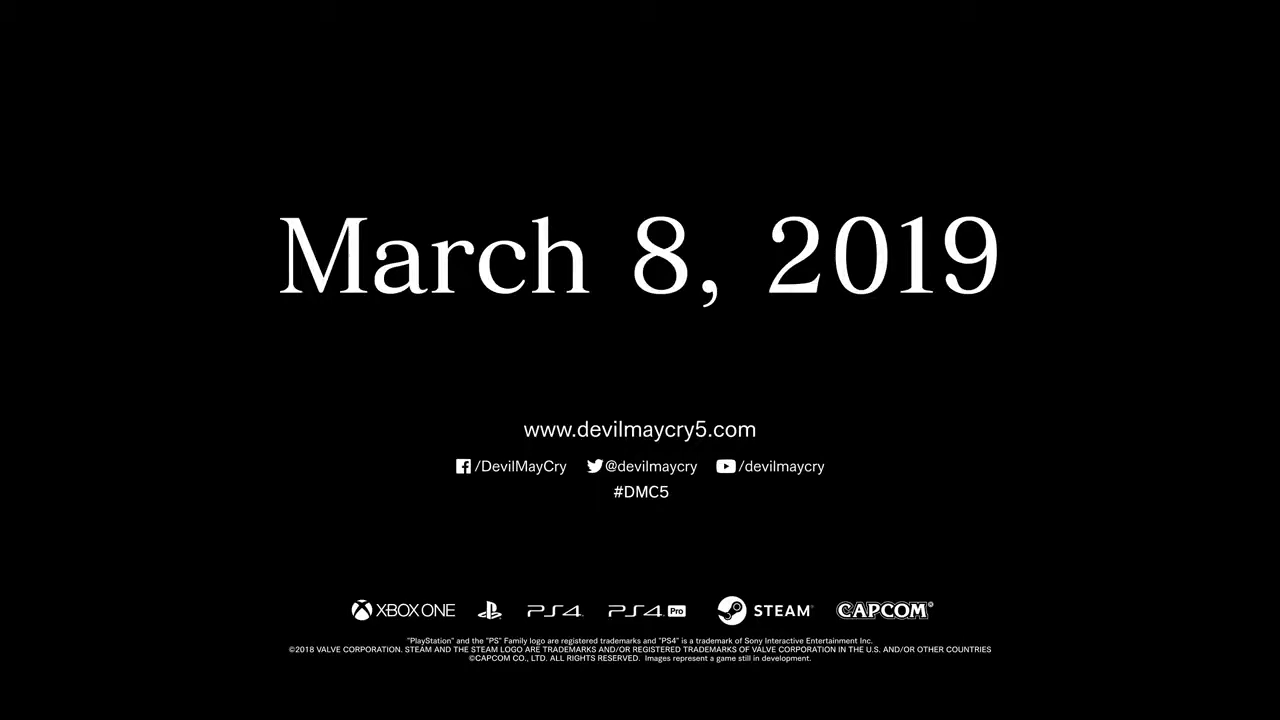 March 8, 2019
www.devilmaycry5.com
/DevilMayCry @devilmaycry /devilmaycry
#DMC5
XBOX ONE PS4 PS4 Pro STEAM CAPCOM
"PlayStation" and the "PS" Family logo are registered trademarks and "PS4" is a trademark of Sony Interactive Entertainment Inc.
©2018 VALVE CORPORATION. STEAM AND THE STEAM LOGO ARE TRADEMARKS AND/OR REGISTERED TRADEMARKS OF VALVE CORPORATION IN THE U.S. AND/OR OTHER COUNTRIES
©CAPCOM CO., LTD. ALL RIGHTS RESERVED. Images represent a game still in development.